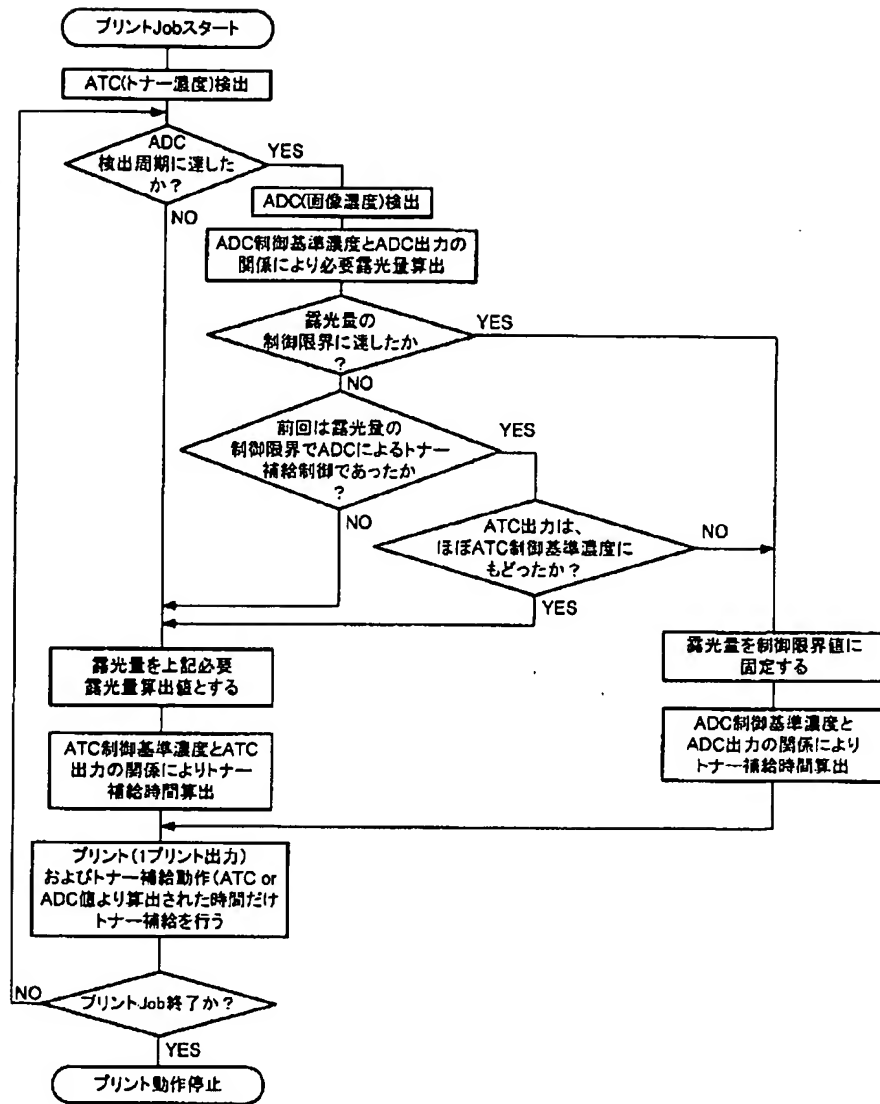 プリントJobスタート
ATC(トナー濃度)検出
ADC
検出周期に達した
か？
YES
NO
ADC(画像濃度)検出
ADC制御基準濃度とADC出力の
関係により必要露光量算出
露光量の
制御限界に達したか
？
YES
NO
前回は露光量の
制御限界でADCによるトナー
補給制御であったか
？
YES
NO
ATC出力は、
ほぼATC制御基準濃度に
もどったか？
NO
YES
露光量を上記必要
露光量算出値とする
露光量を制御限界値に
固定する
ATC制御基準濃度とATC
出力の関係によりトナー
補給時間算出
ADC制御基準濃度と
ADC出力の関係により
トナー補給時間算出
プリント(1プリント出力)
およびトナー補給動作(ATC or
ADC値より算出された時間だけ
トナー補給を行う
NO
プリントJob終了か？
YES
プリント動作停止